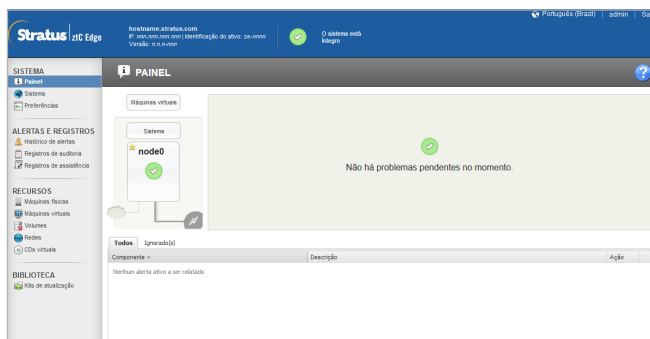 Português (Brazil) | admin | Sa
Stratus ztC Edge
hostname.stratus.com
IP: nnn.nnn.nnn.nnn | Identificação do ativo: ze-nnnn
Versão: n.n.n-nnn
O sistema está
íntegro
SISTEMA
Painel
Sistema
Preferências
ALERTAS E REGISTROS
Histórico de alertas
Registros de auditoria
Registros de assistência
RECURSOS
Máquinas físicas
Máquinas virtuais
Volumes
Redes
CDs virtuais
BIBLIOTECA
Kits de atualização
PAINEL
?
Máquinas virtuais
Sistema
node0
Não há problemas pendentes no momento.
Todos Ignorado(s)
Componente Descrição Ação
Nenhum alerta ativo a ser relatado